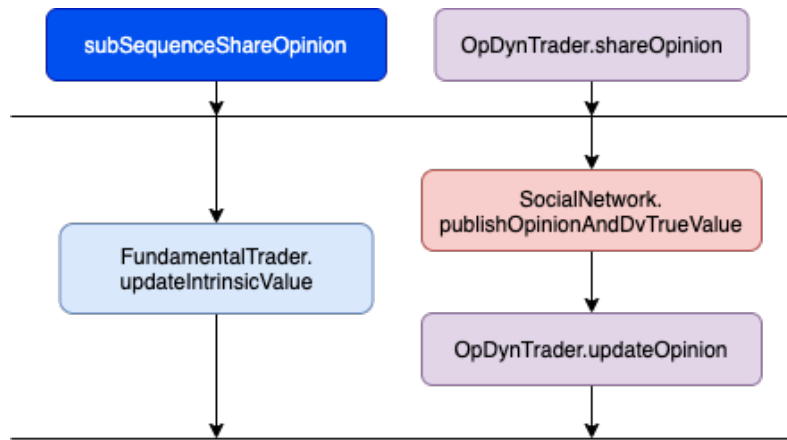 subSequenceShareOpinion
OpDynTrader.shareOpinion
SocialNetwork.
publishOpinionAndDvTrueValue
FundamentalTrader.
updateIntrinsicValue
OpDynTrader.updateOpinion